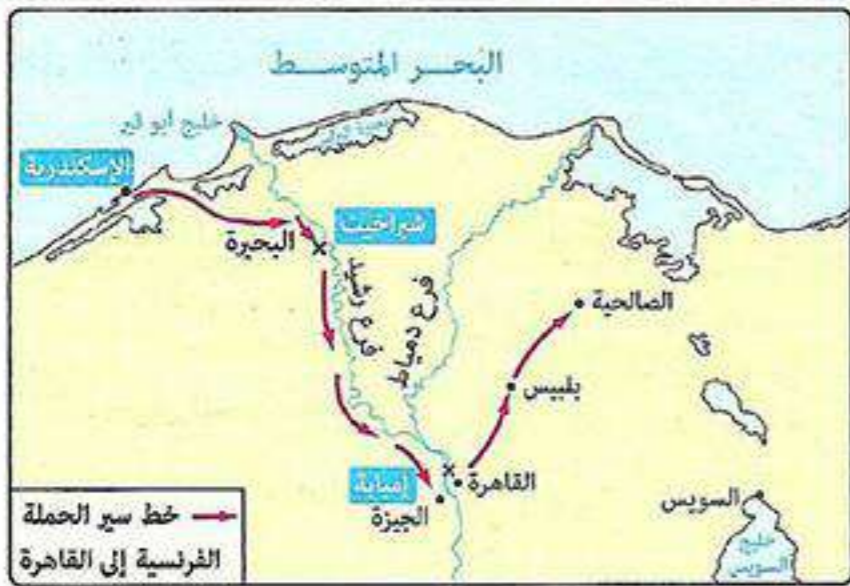 البحر المتوسط
خليج أبو قير
الإسكندرية
شبراخيت
البحيرة
فرع رشيد
فرع دمياط
الصالحية
بلبيس
القاهرة
إمبابة
الجيزة
السويس
خليج
السويس
خط سير الحملة
الفرنسية إلى القاهرة